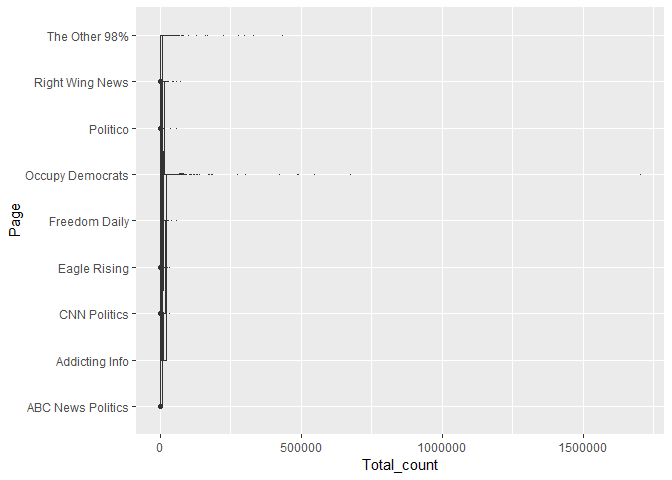 The Other 98%
Right Wing News
Politico
Occupy Democrats
Freedom Daily
Eagle Rising
CNN Politics
Addicting Info
ABC News Politics
Page
0 500000 1000000 1500000
Total_count